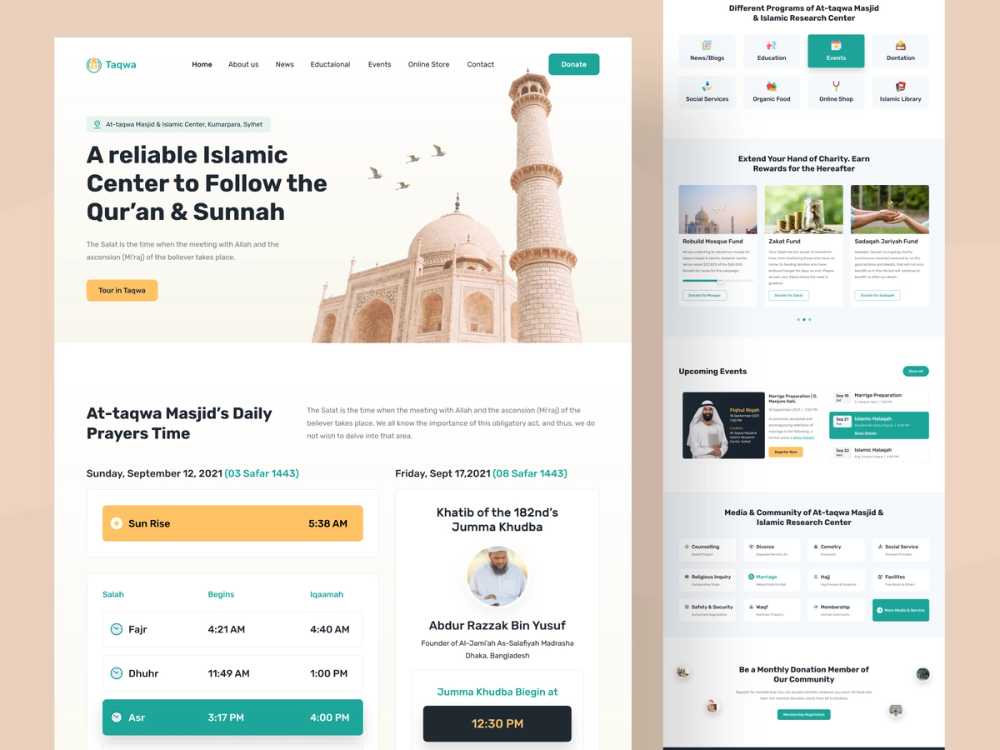 Taqwa
Home About us News Eductaional Events Online Store Contact
Donate
At-taqwa Masjid & Islamic Center, Kumarpara, Sylhet
A reliable Islamic
Center to Follow the
Qur'an & Sunnah
The Salat is the time when the meeting with Allah and the
ascension (Mi'raj) of the believer takes place.
Tour in Taqwa
At-taqwa Masjid's Daily
Prayers Time
The Salat is the time when the meeting with Allah and the ascension (Mi'raj) of the
believer takes place. We all know the importance of this obligatory act, and thus, we do
not wish to delve into that area.
Sunday, September 12, 2021 (03 Safar 1443)
Sun Rise 5:38 AM
Salah Begins Iqaamah
Fajr 4:21 AM 4:40 AM
Dhuhr 11:49 AM 1:00 PM
Asr 3:17 PM 4:00 PM
Friday, Sept 17,2021 (08 Safar 1443)
Khatib of the 182nd's
Jumma Khudba
Abdur Razzak Bin Yusuf
Founder of Al-Jami'ah As-Salafiyah Madrasha
Dhaka, Bangladesh
Jumma Khudba Biegin at
12:30 PM
Different Programs of At-taqwa Masjid
& Islamic Research Center
News/Blogs Education Events Dontation
Social Services Organic Food Online Shop Islamic Library
Extend Your Hand of Charity. Earn
Rewards for the Hereafter
Rebuild Mosque Fund
Donate for Mosque
Zakat Fund
Donate for Zakat
Sadaqah Jariyah Fund
Donate for Sadaqah
Upcoming Events
Show All
Fiqhul Niqah
Marrige Preparation | D.
Manjure Galhi.
18 September 2021 | 7:00 PM
Register Now
Sep 18 Marrige Preparation
Sep 21 Islamic Halaqah
Show Details
Sep 22 Islamic Halaqah
Media & Community of At-taqwa Masjid &
Islamic Research Center
Counselling Divorce Cemetry Social Service
Religious Inquiry Marriage Hajj Facilites
Safety & Security Waqf Membership More Media & Service
Be a Monthly Donation Member of
Our Community
Membership Registration